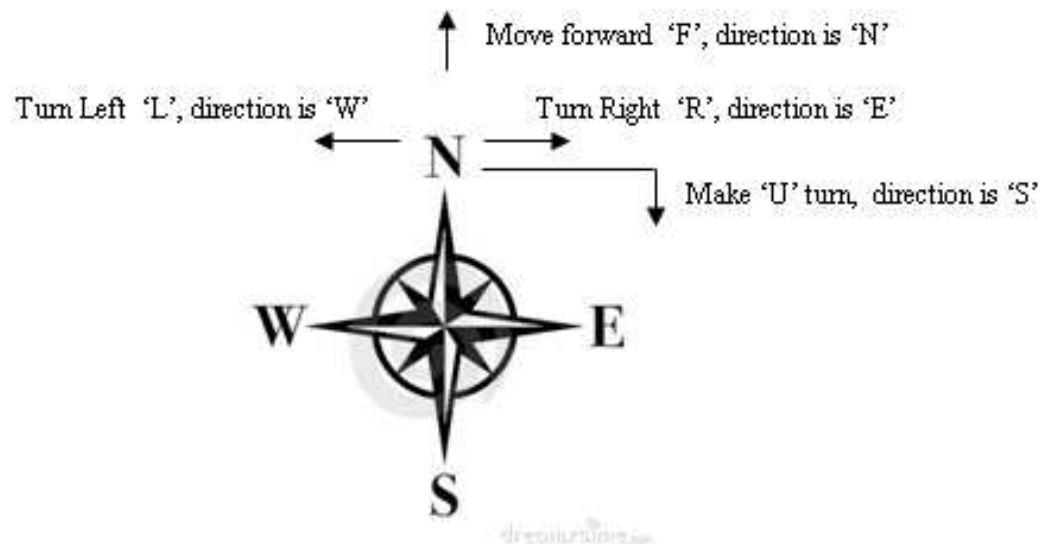 Move forward ‘F’, direction is ‘N’
Turn Left ‘L’, direction is ‘W’
Turn Right ‘R’, direction is ‘E’
N
Make ‘U’ turn, direction is ‘S’
W
E
S